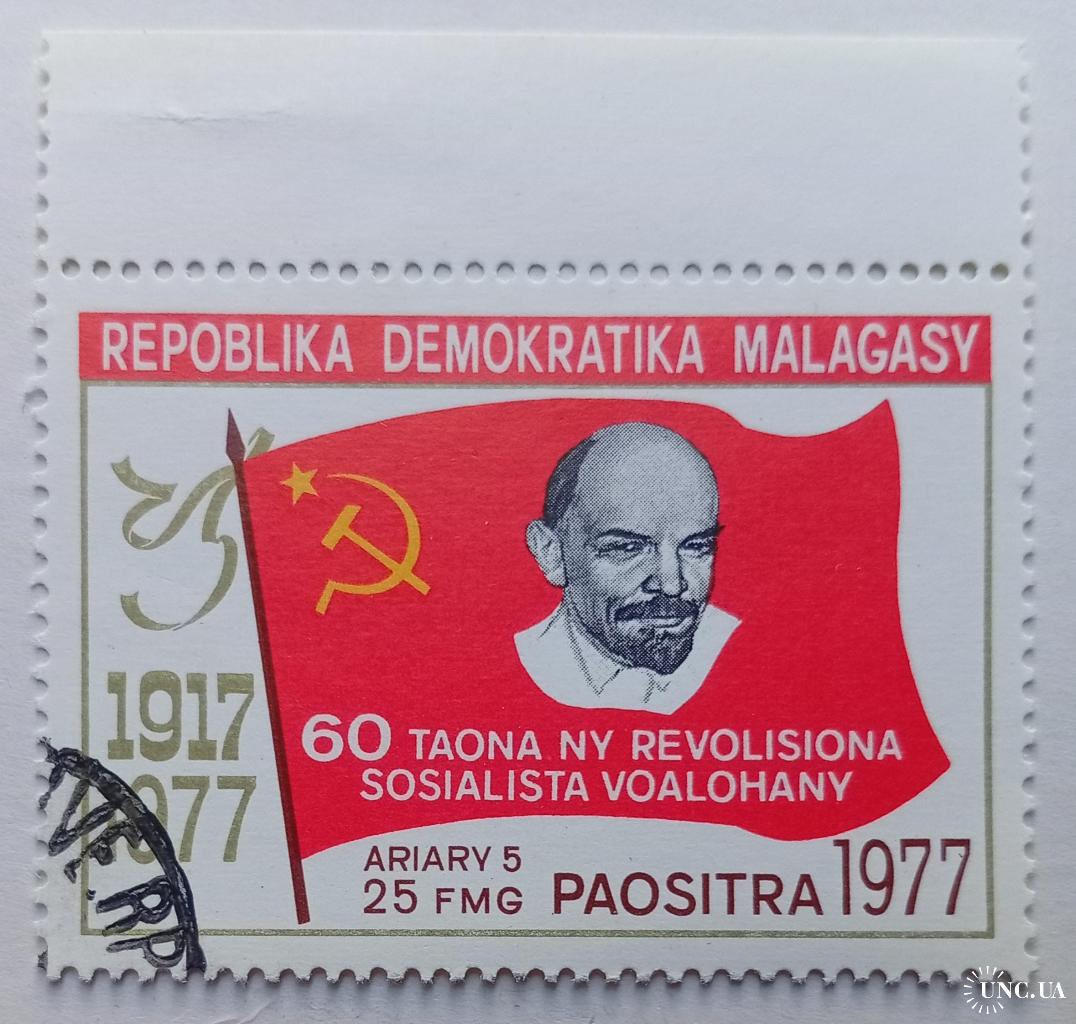 REPOBLIKA DEMOKRATIKA MALAGASY
1917
1977
60 TAONA NY REVOLISIONA
SOSIALISTA VOALOHANY
ARIARY 5
25 FMG
PAOSITRA 1977
UNC.UA